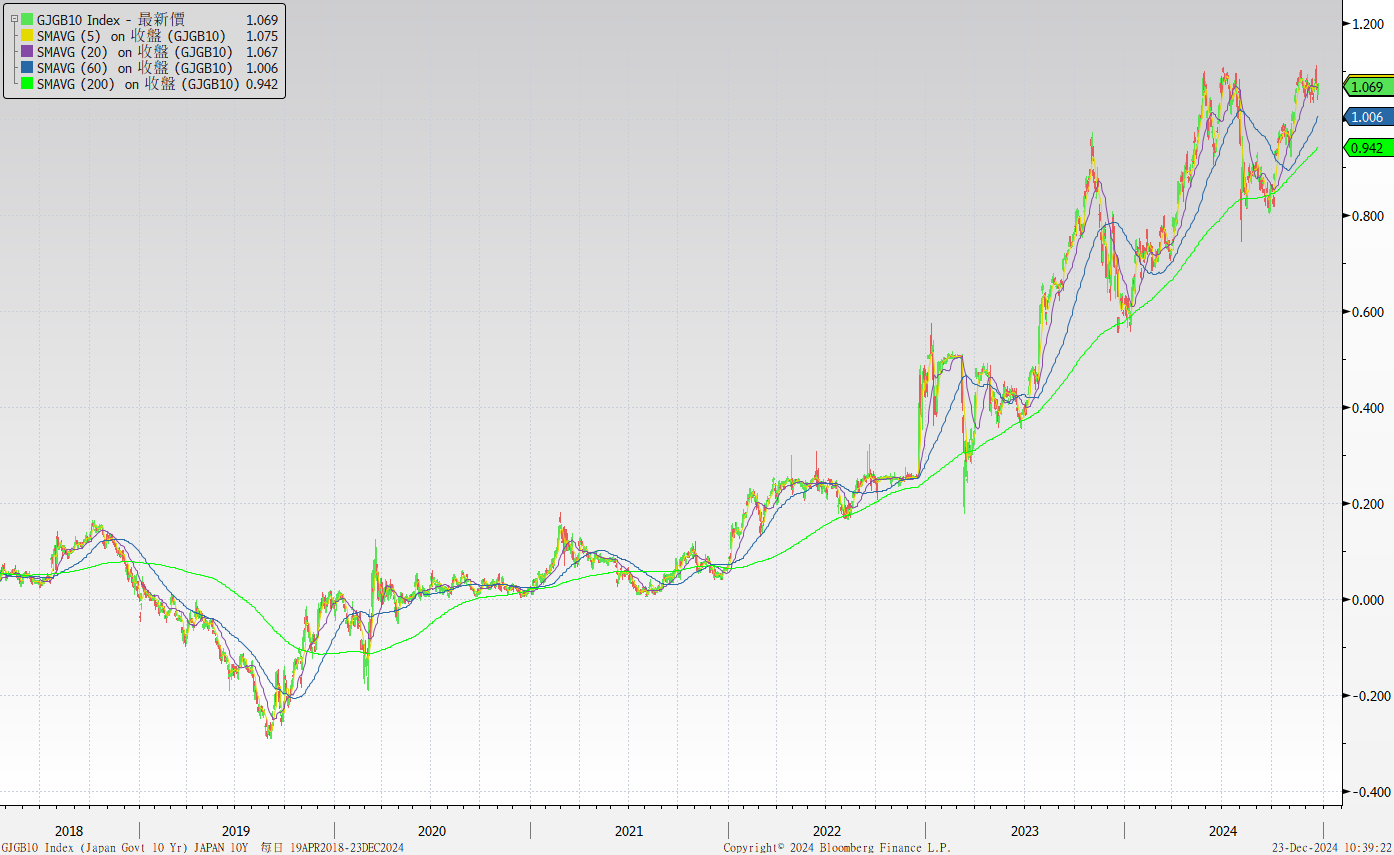 GJGB10 Index - 最新價 1.069
SMAVG (5) on 收盤 (GJGB10) 1.075
SMAVG (20) on 收盤 (GJGB10) 1.067
SMAVG (60) on 收盤 (GJGB10) 1.006
SMAVG (200) on 收盤 (GJGB10) 0.942
1.200
1.069
1.006
0.942
0.800
0.600
0.400
0.200
0.000
-0.200
-0.400
2018 2019 2020 2021 2022 2023 2024
GJGB10 Index (Japan Govt 10 Yr) JAPAN 10Y 每日 19APR2018-23DEC2024 Copyright© 2024 Bloomberg Finance L.P. 23-Dec-2024 10:39:22